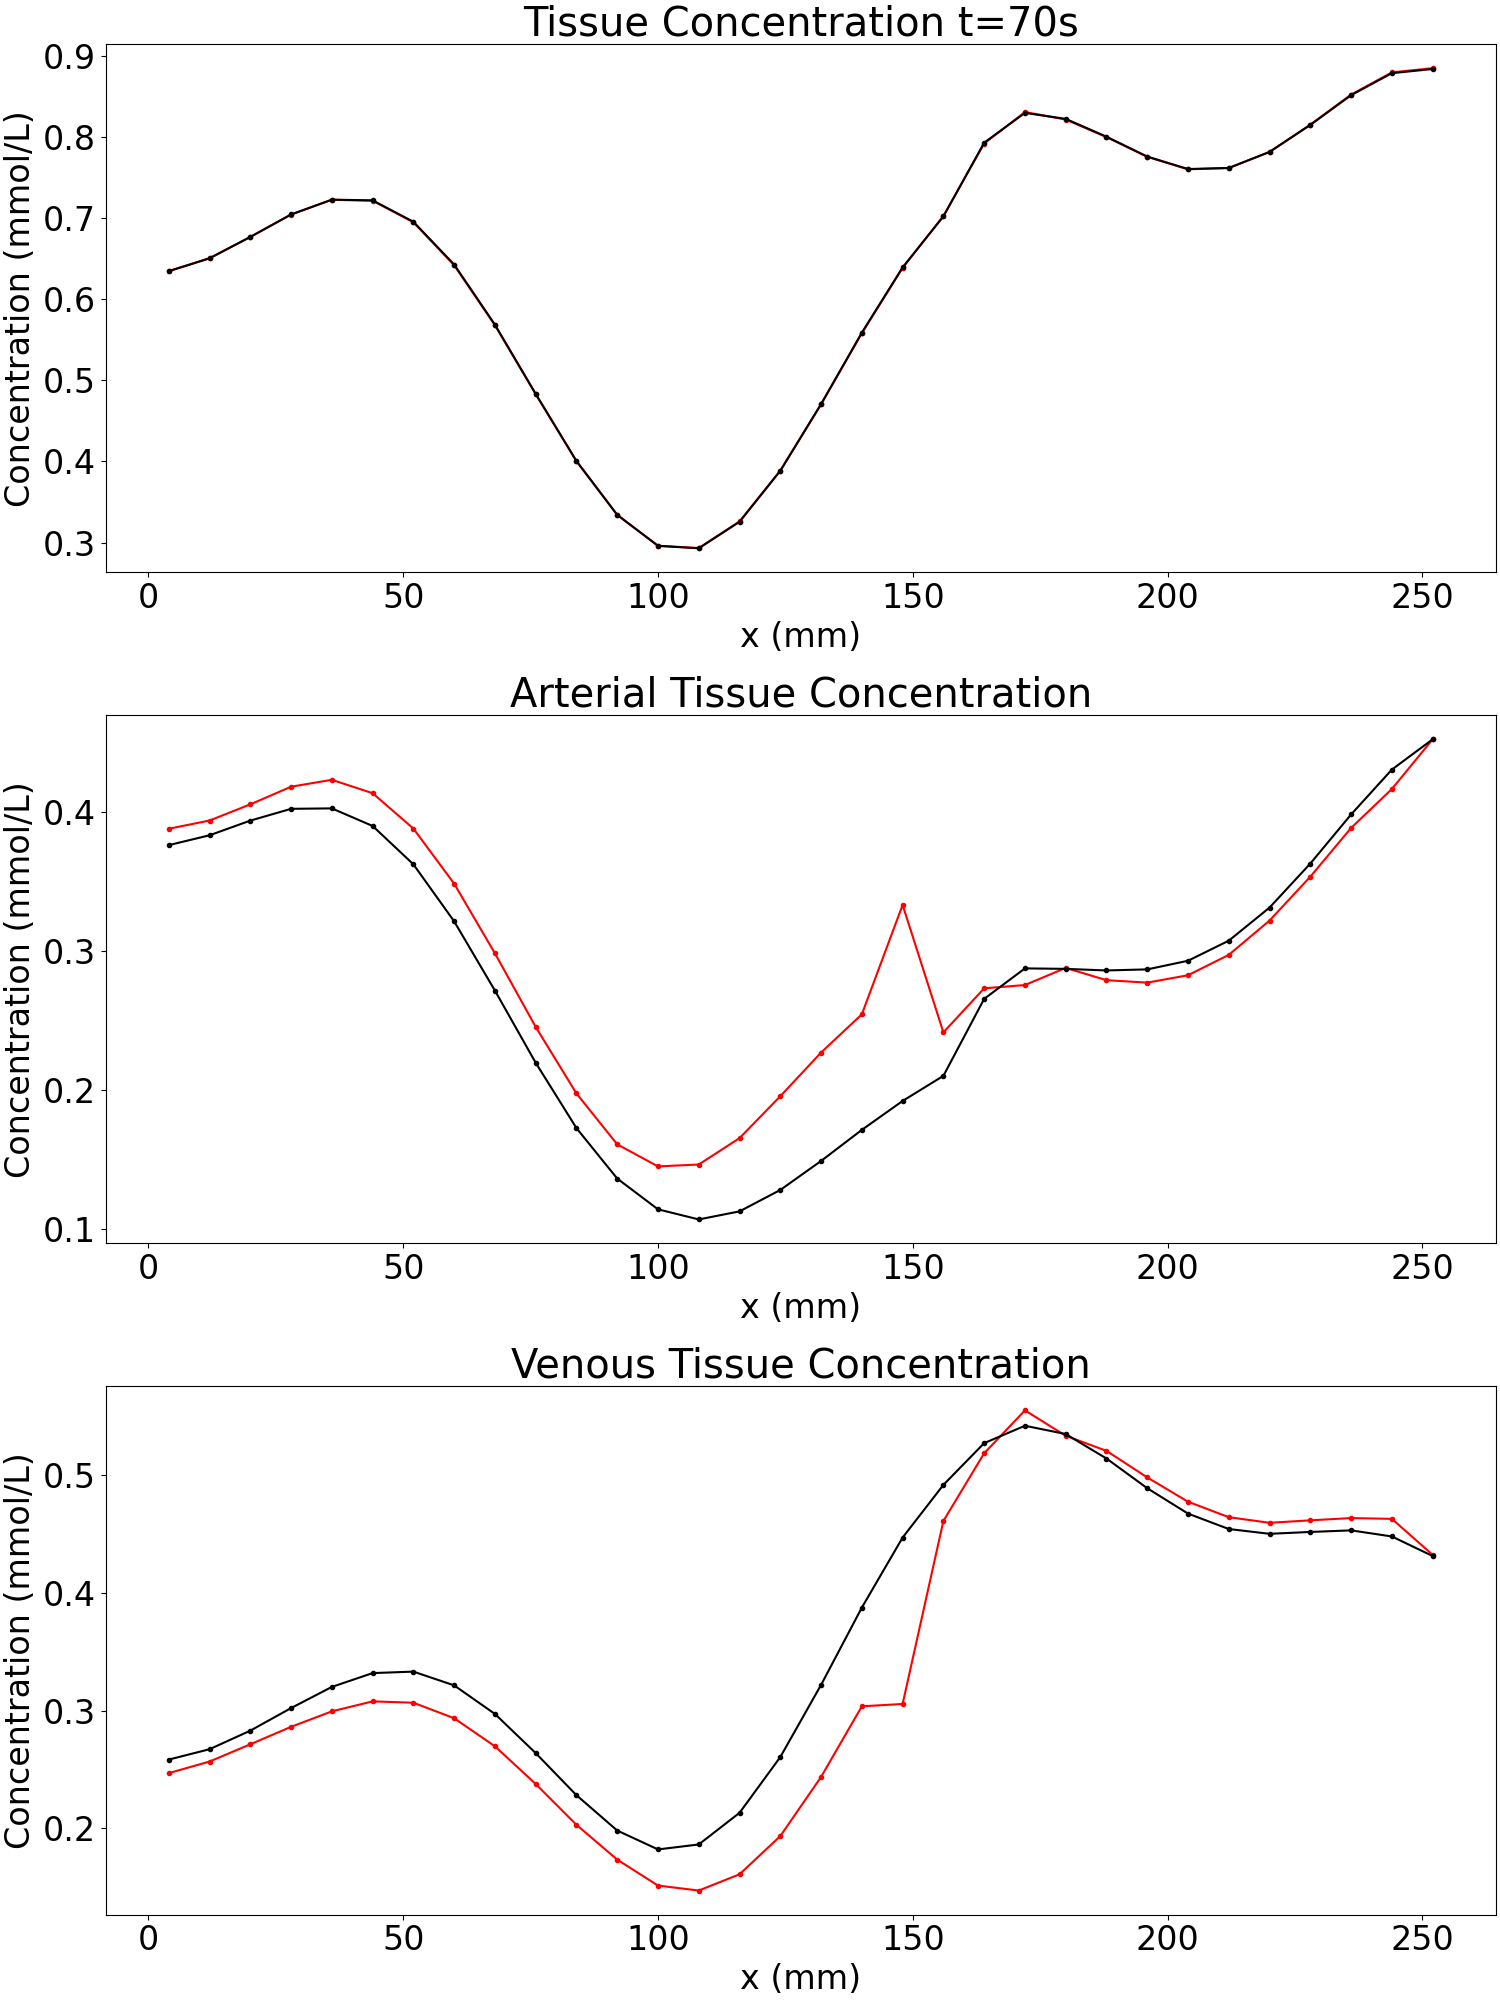 Tissue Concentration t=70s
Concentration (mmol/L)
0.9
0.8
0.7
0.6
0.5
0.4
0.3
0 50 100 150 200 250
x (mm)
Arterial Tissue Concentration
Concentration (mmol/L)
0.4
0.3
0.2
0.1
0 50 100 150 200 250
x (mm)
Venous Tissue Concentration
Concentration (mmol/L)
0.5
0.4
0.3
0.2
0 50 100 150 200 250
x (mm)